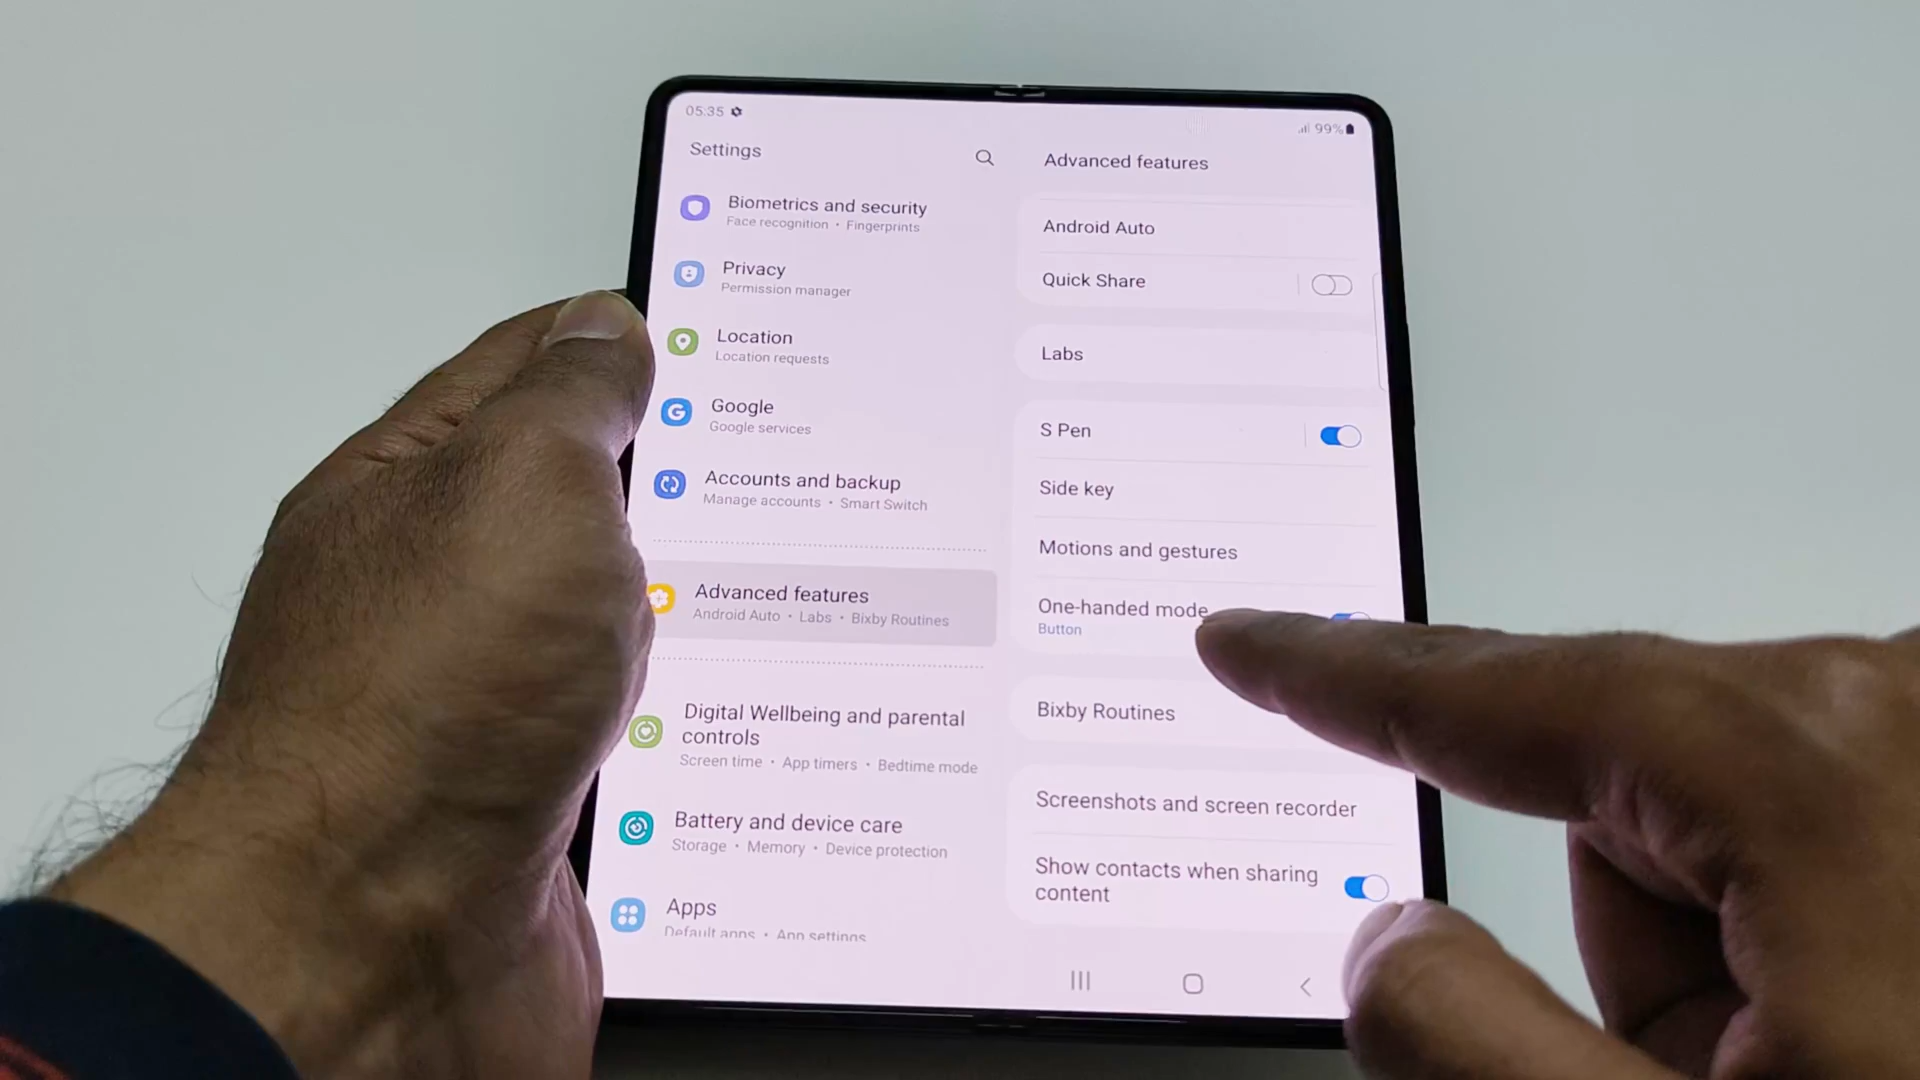 05:35
99%
Settings
Biometrics and security
Face recognition • Fingerprints
Privacy
Permission manager
Location
Location requests
Google
Google services
Accounts and backup
Manage accounts • Smart Switch
Advanced features
Android Auto • Labs • Bixby Routines
Digital Wellbeing and parental
controls
Screen time • App timers • Bedtime mode
Battery and device care
Storage • Memory • Device protection
Apps
Default apps • App settings
Advanced features
Android Auto
Quick Share
Labs
S Pen
Side key
Motions and gestures
One-handed mode
Button
Bixby Routines
Screenshots and screen recorder
Show contacts when sharing
content